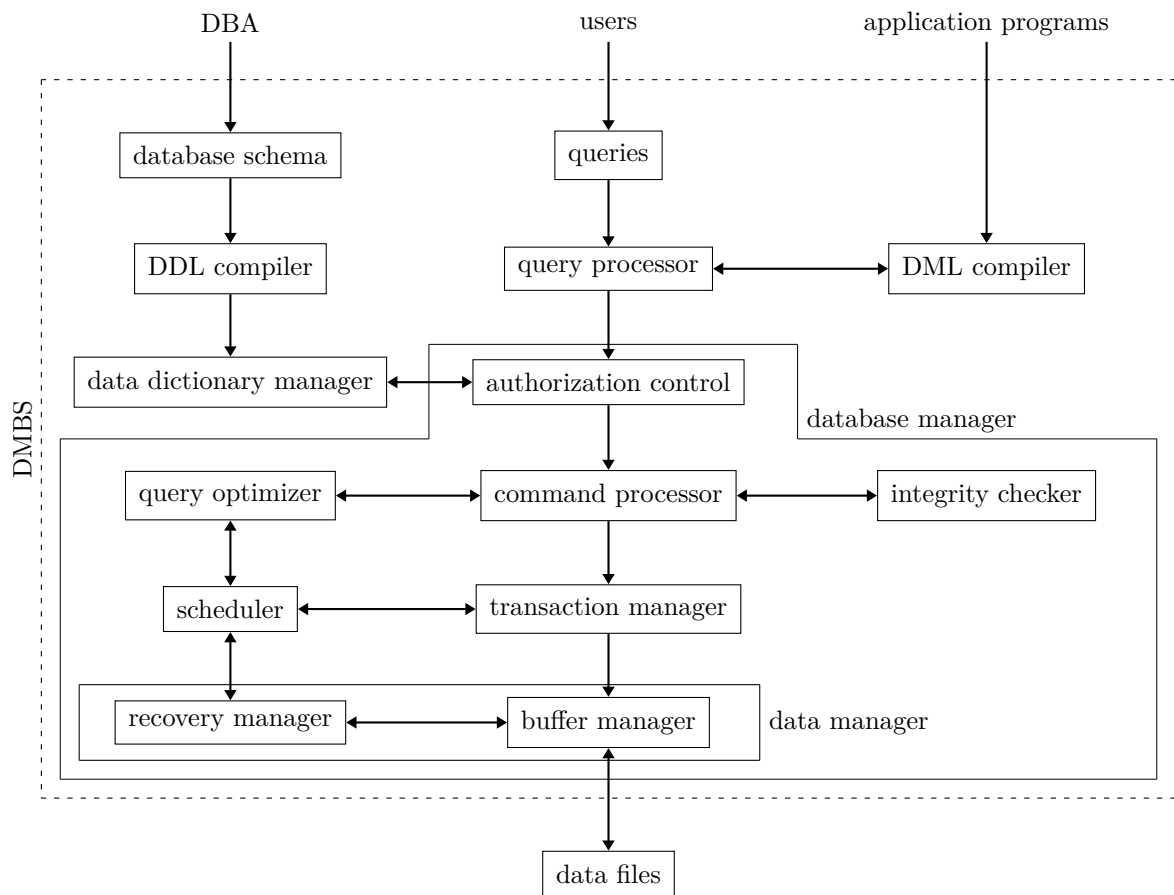 DBA
users
application programs
database schema
queries
DDL compiler
query processor
DML compiler
data dictionary manager
authorization control
database manager
DMBS
query optimizer
command processor
integrity checker
scheduler
transaction manager
recovery manager
buffer manager
data manager
data files